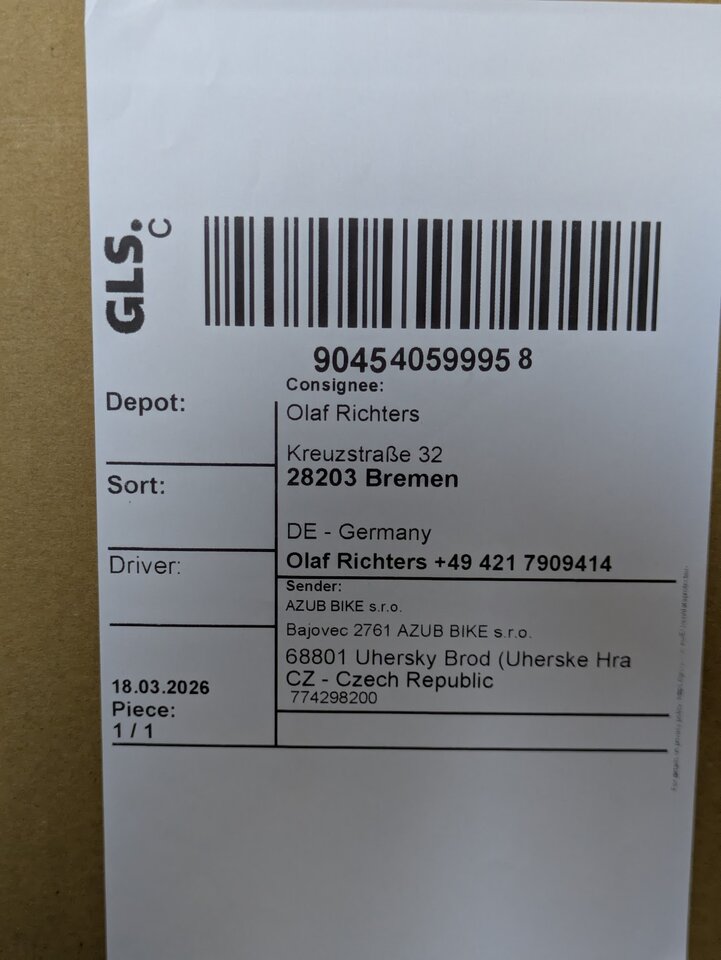 GLS.
C
90454059995 8
Consignee:
Depot:
Olaf Richters
Kreuzstraße 32
28203 Bremen
Sort:
DE - Germany
Olaf Richters +49 421 7909414
Driver:
Sender:
AZUB BIKE s.r.o.
Bajovec 2761 AZUB BIKE s.r.o.
68801 Uhersky Brod (Uherske Hra
CZ - Czech Republic
774298200
18.03.2026
Piece:
1 / 1